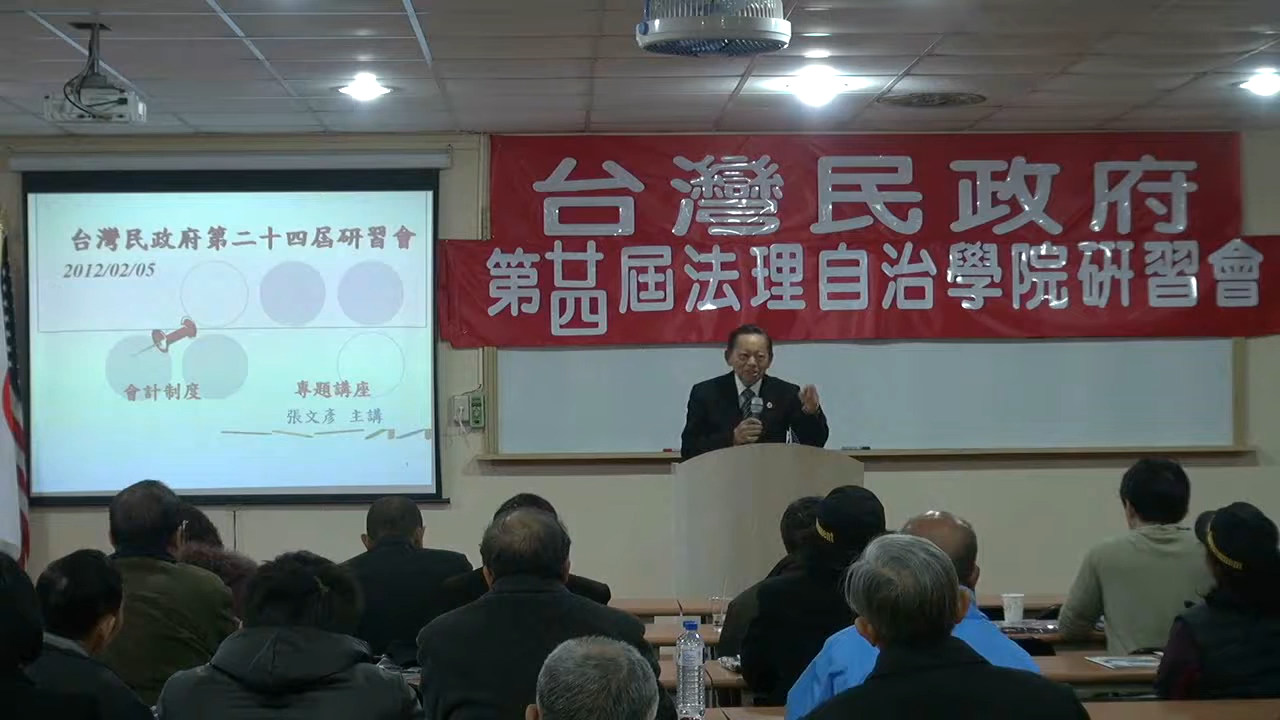 台灣民政府第二十四屆研習會
2012/02/05
會計制度
專題講座
張文彥 主講
1
台灣民政府
第廿四屆法理自治學院研習會